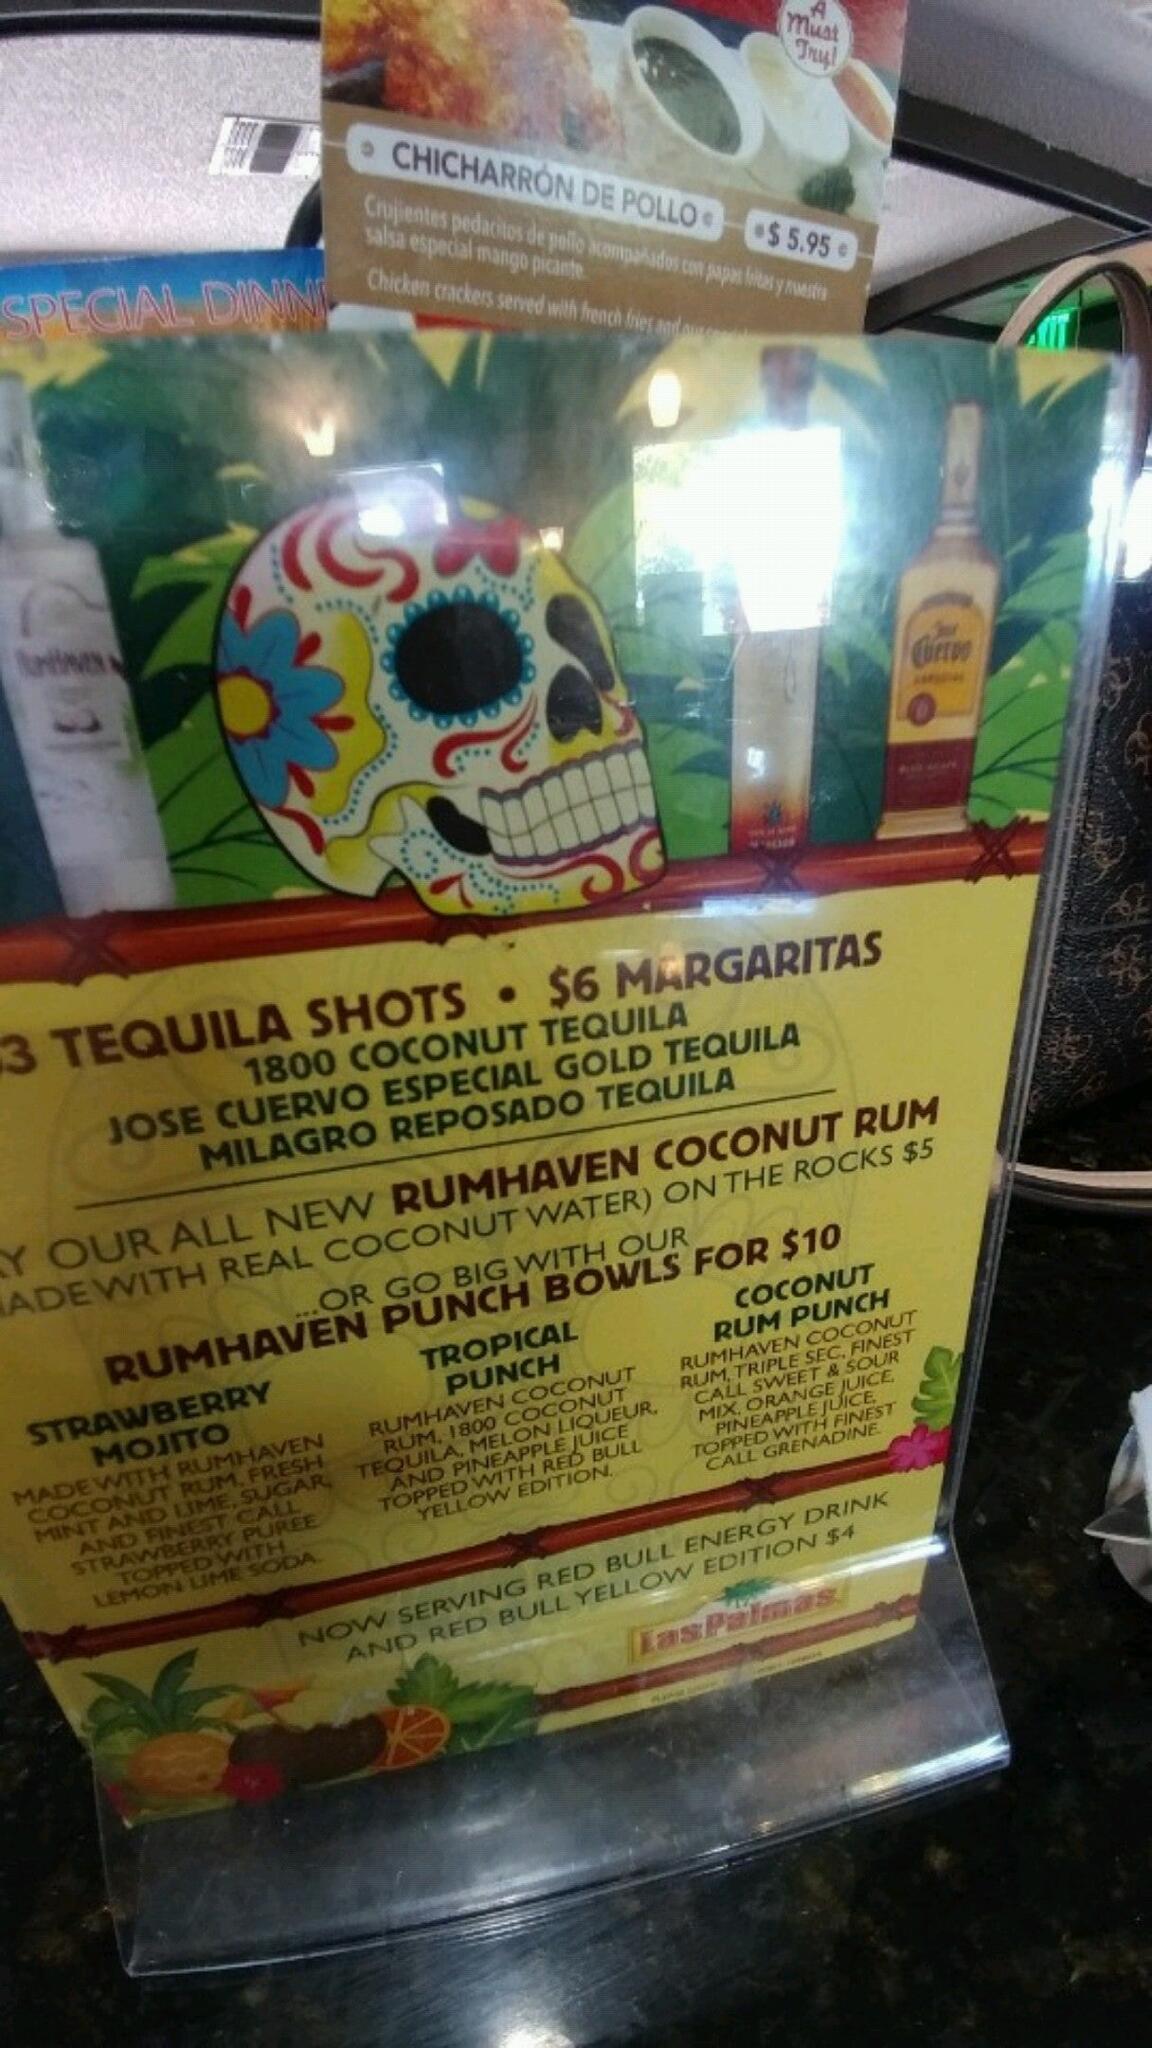 A
Must
Try!
CHICHARRÓN DE POLLO
$ 5.95
Crujientes pedacitos de pollo acompañados con papas fritas y nuestra
salsa especial mango picante.
Chicken crackers served with french fries and our
SPECIAL DINN
EXIT
Jose
Cuervo
ESPECIAL
3 TEQUILA SHOTS • $6 MARGARITAS
1800 COCONUT TEQUILA
JOSE CUERVO ESPECIAL GOLD TEQUILA
MILAGRO REPOSADO TEQUILA
Y OUR ALL NEW RUMHAVEN COCONUT RUM
MADE WITH REAL COCONUT WATER) ON THE ROCKS $5
...OR GO BIG WITH OUR
RUMHAVEN PUNCH BOWLS FOR $10
STRAWBERRY
MOJITO
MADE WITH RUMHAVEN
COCONUT RUM, FRESH
MINT AND LIME, SUGAR,
AND FINEST CALL
STRAWBERRY PUREE
TOPPED WITH
LEMON LIME SODA.
TROPICAL
PUNCH
RUMHAVEN COCONUT
RUM, 1800 COCONUT
TEQUILA, MELON LIQUEUR,
AND PINEAPPLE JUICE
TOPPED WITH RED BULL
YELLOW EDITION.
COCONUT
RUM PUNCH
RUMHAVEN COCONUT
RUM, TRIPLE SEC, FINEST
CALL SWEET & SOUR
MIX, ORANGE JUICE,
PINEAPPLE JUICE,
TOPPED WITH FINEST
CALL GRENADINE.
NOW SERVING RED BULL ENERGY DRINK
AND RED BULL YELLOW EDITION $4
LasPalmas